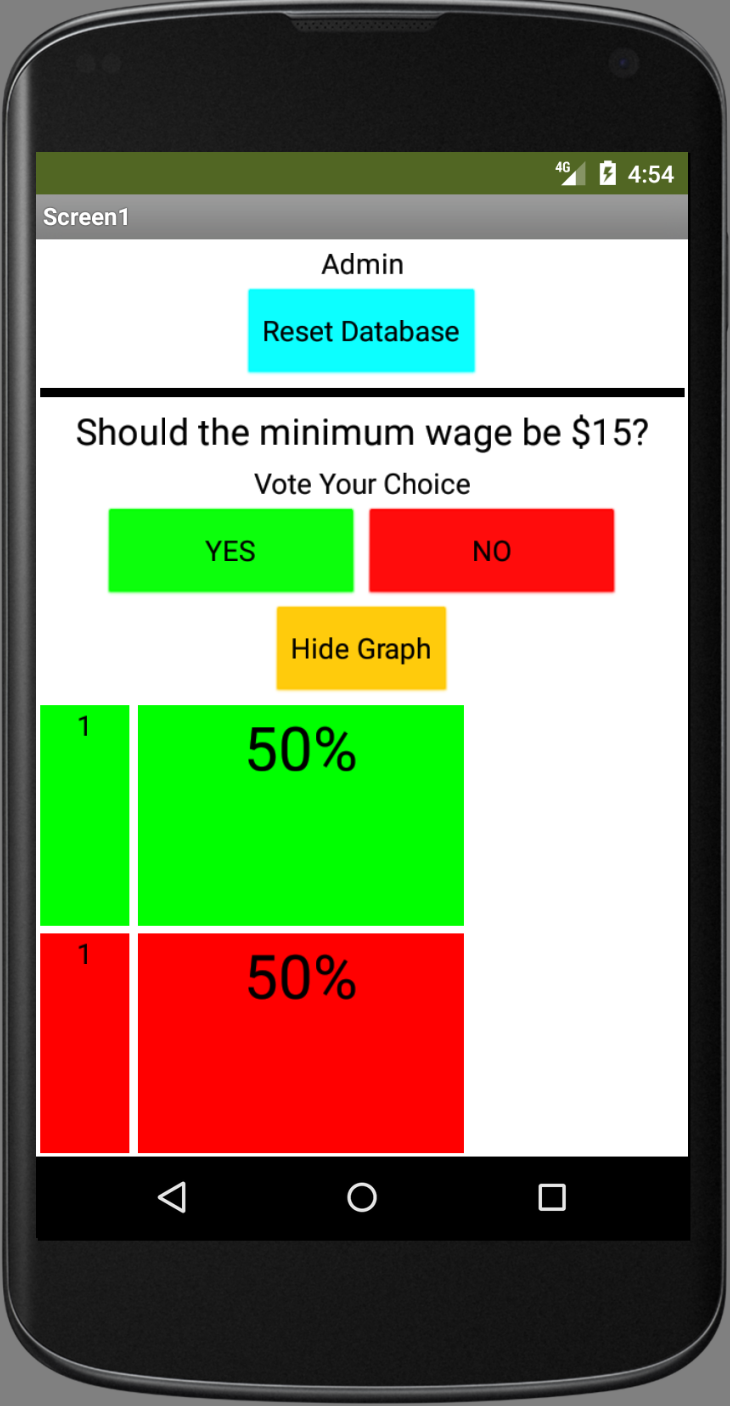 4G 4:54
Screen1
Admin
Reset Database
Should the minimum wage be $15?
Vote Your Choice
YES NO
Hide Graph
1 50%
1 50%